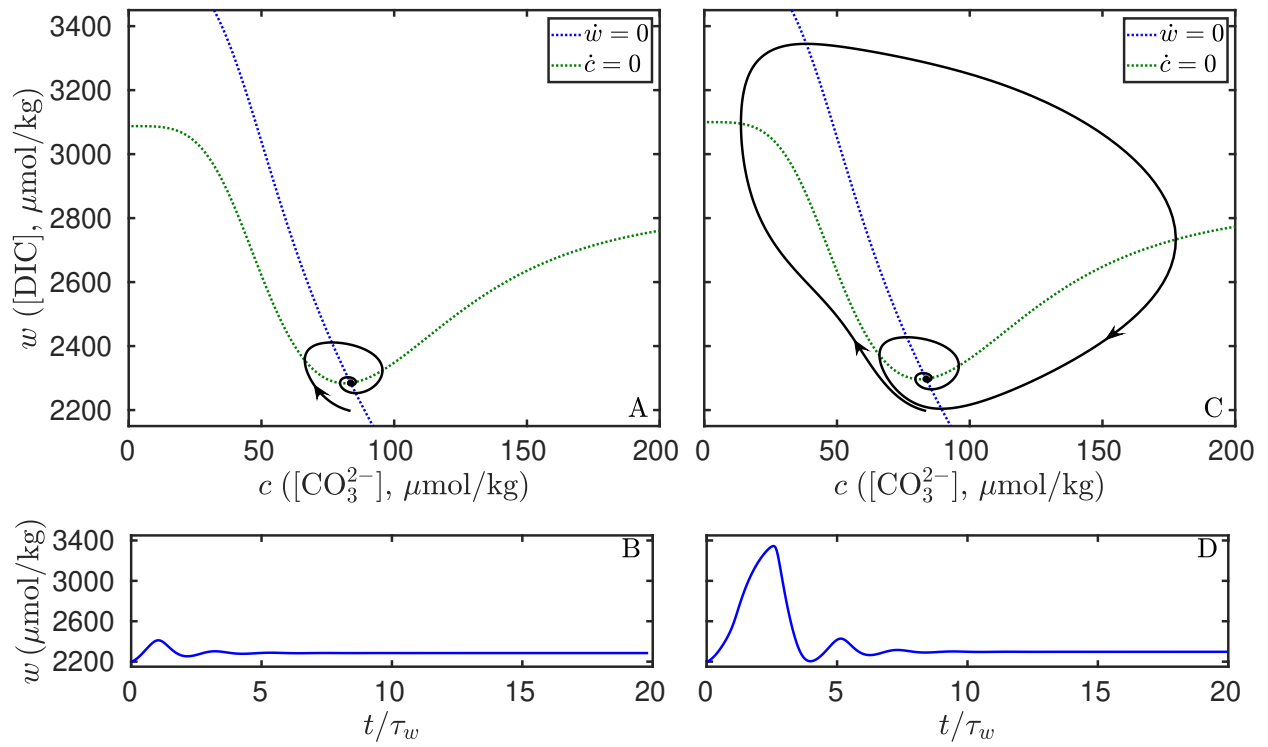 3400
3200
3000
2800
2600
2400
2200
w ([DIC], μmol/kg)
ẇ = 0
ċ = 0
A
0 50 100 150 200
c ([CO₃²⁻], μmol/kg)
ẇ = 0
ċ = 0
C
0 50 100 150 200
c ([CO₃²⁻], μmol/kg)
3400
3000
2600
2200
w (μmol/kg)
B
0 5 10 15 20
t/τ_w
D
0 5 10 15 20
t/τ_w